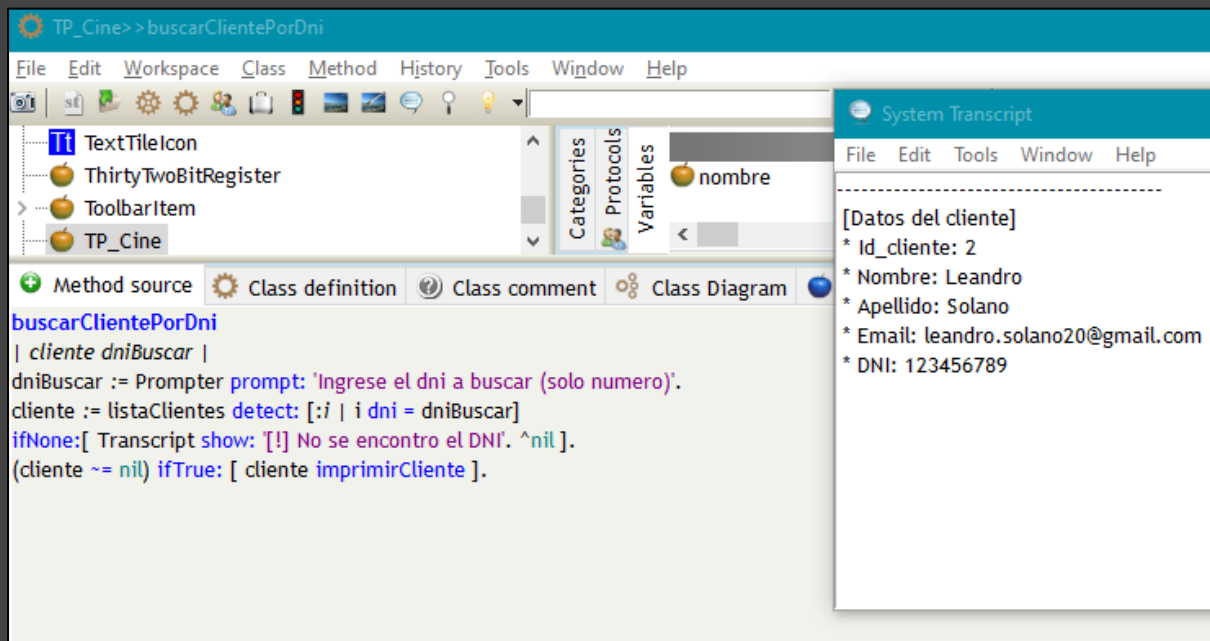 TP_Cine>>buscarClientePorDni
File Edit Workspace Class Method History Tools Window Help
st
Tt TextTileIcon
ThirtyTwoBitRegister
ToolbarItem
TP_Cine
Categories
Protocols
Variables
nombre
Method source Class definition Class comment Class Diagram
buscarClientePorDni
| cliente dniBuscar |
dniBuscar := Prompter prompt: 'Ingrese el dni a buscar (solo numero)'.
cliente := listaClientes detect: [:i | i dni = dniBuscar]
ifNone:[ Transcript show: '[!] No se encontro el DNI'. ^nil ].
(cliente ~= nil) ifTrue: [ cliente imprimirCliente ].
System Transcript
File Edit Tools Window Help
----------------------------------------
[Datos del cliente]
* Id_cliente: 2
* Nombre: Leandro
* Apellido: Solano
* Email: leandro.solano20@gmail.com
* DNI: 123456789